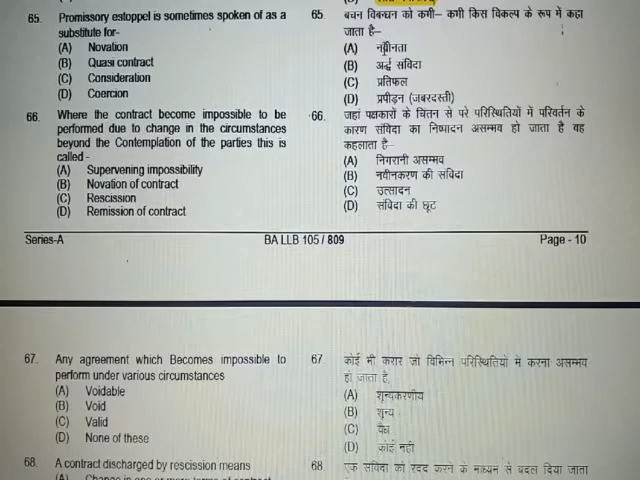 65. Promissory estoppel is sometimes spoken of as a
substitute for-
(A) Novation
(B) Quasi contract
(C) Consideration
(D) Coercion
66. Where the contract become impossible to be
performed due to change in the circumstances
beyond the Contemplation of the parties this is
called -
(A) Supervening impossibility
(B) Novation of contract
(C) Rescission
(D) Remission of contract
65. बचन विबन्धन को कमी– कमी किस विकल्प के रूप में कहा
जाता है–
(A) नवीनता
(B) अर्द्ध संविदा
(C) प्रतिफल
(D) प्रपीड़न (जबरदस्ती)
66. जहां पक्षकारों के चिंतन से परे परिस्थितियों में परिवर्तन के
कारण संविदा का निष्पादन असम्भव हो जाता है वह
कहलाता है–
(A) निगरानी असम्भव
(B) नवीनकरण की संविदा
(C) उत्सादन
(D) संविदा की छूट
Series-A BA LLB 105 / 809 Page - 10
67. Any agreement which Becomes impossible to
perform under various circumstances
(A) Voidable
(B) Void
(C) Valid
(D) None of these
68. A contract discharged by rescission means
67 कोई भी करार जो विभिन्न परिस्थितियों में करना असम्भव
हो जाता है,
(A) शून्यकरणीय
(B) शून्य
(C) वैध
(D) कोई नहीं
68 एक संविदा को रदद करने के माध्यम से बदल दिया जाता